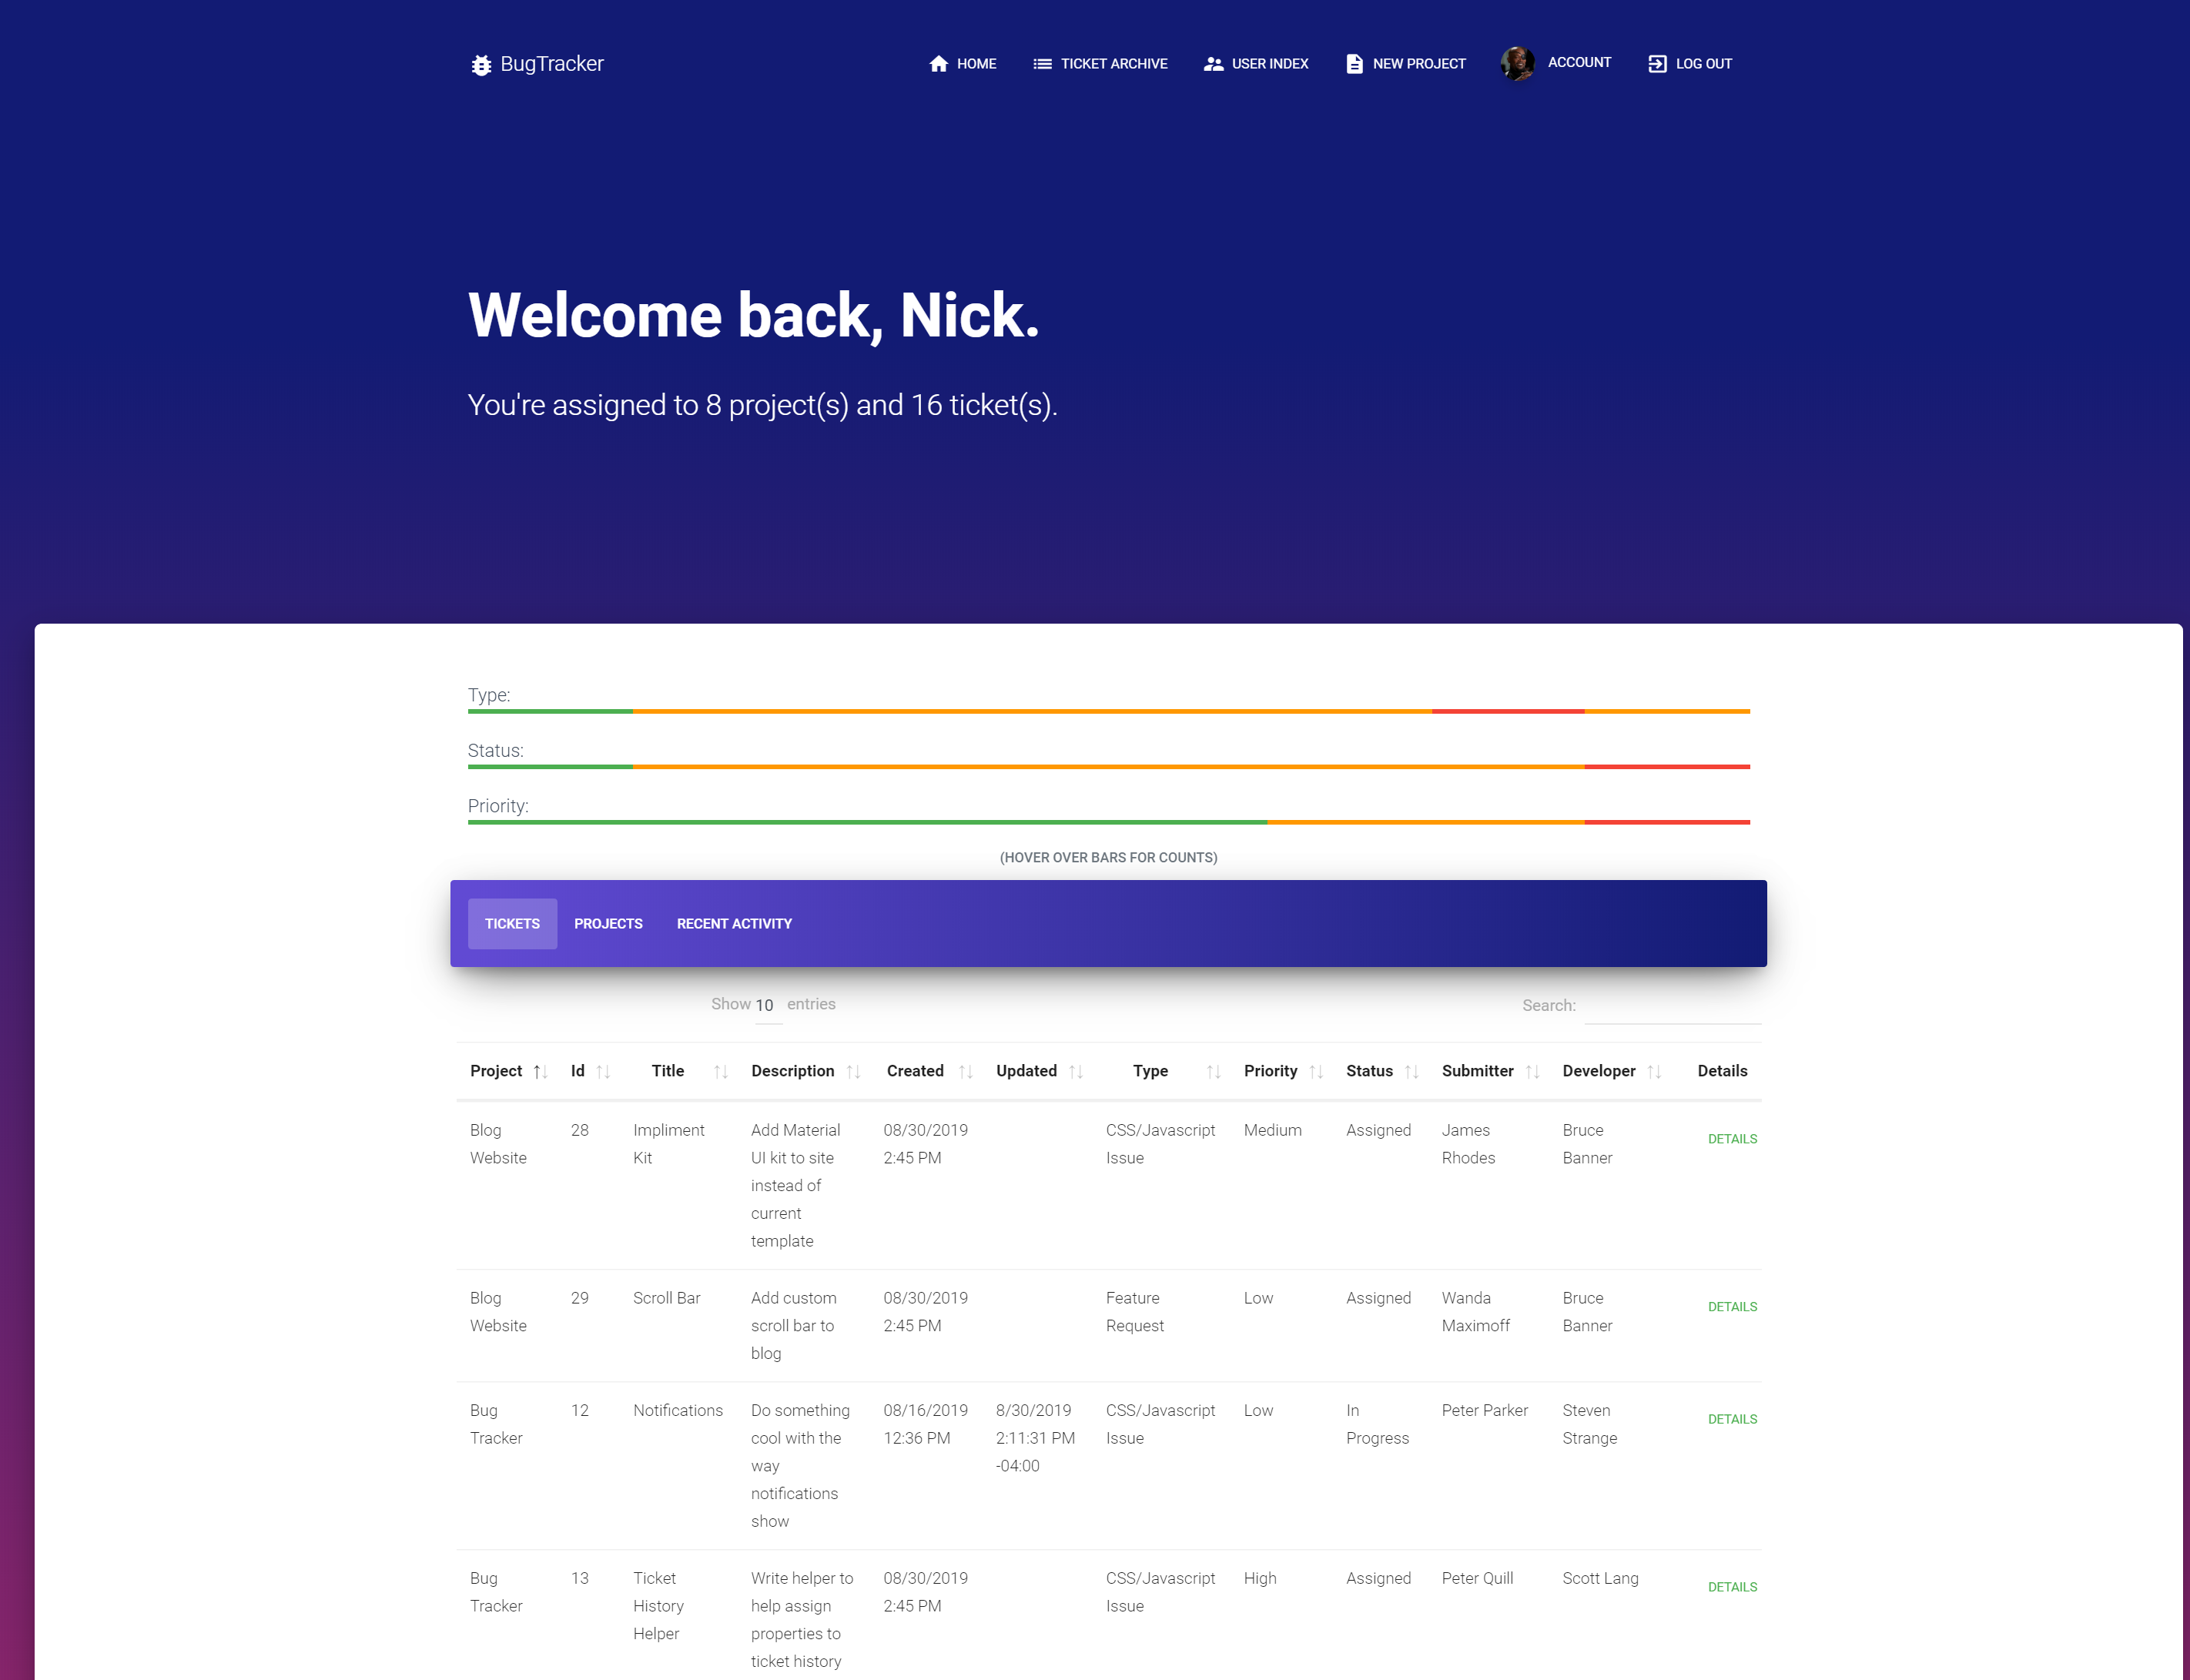 BugTracker
HOME
TICKET ARCHIVE
USER INDEX
NEW PROJECT
ACCOUNT
LOG OUT
Welcome back, Nick.
You're assigned to 8 project(s) and 16 ticket(s).
Type:
Status:
Priority:
(HOVER OVER BARS FOR COUNTS)
TICKETS
PROJECTS
RECENT ACTIVITY
Show 10 entries
Search:
Project Id Title Description Created Updated Type Priority Status Submitter Developer Details
Blog 28 Impliment Add Material 08/30/2019 CSS/Javascript Medium Assigned James Bruce DETAILS
Website Kit UI kit to site 2:45 PM Issue Rhodes Banner
instead of
current
template
Blog 29 Scroll Bar Add custom 08/30/2019 Feature Low Assigned Wanda Bruce DETAILS
Website scroll bar to 2:45 PM Request Maximoff Banner
blog
Bug 12 Notifications Do something 08/16/2019 8/30/2019 CSS/Javascript Low In Peter Parker Steven DETAILS
Tracker cool with the 12:36 PM 2:11:31 PM Issue Progress Strange
way -04:00
notifications
show
Bug 13 Ticket Write helper to 08/30/2019 CSS/Javascript High Assigned Peter Quill Scott Lang DETAILS
Tracker History help assign 2:45 PM Issue
Helper properties to
ticket history